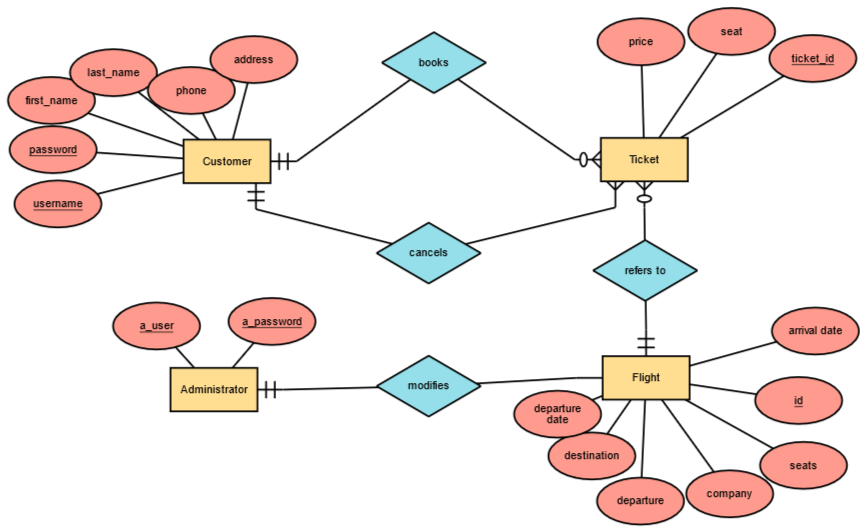 address
price
seat
last_name
books
ticket_id
phone
first_name
password
Customer
Ticket
username
cancels
refers to
a_user
a_password
arrival date
Administrator
modifies
Flight
id
departure
date
destination
seats
company
departure